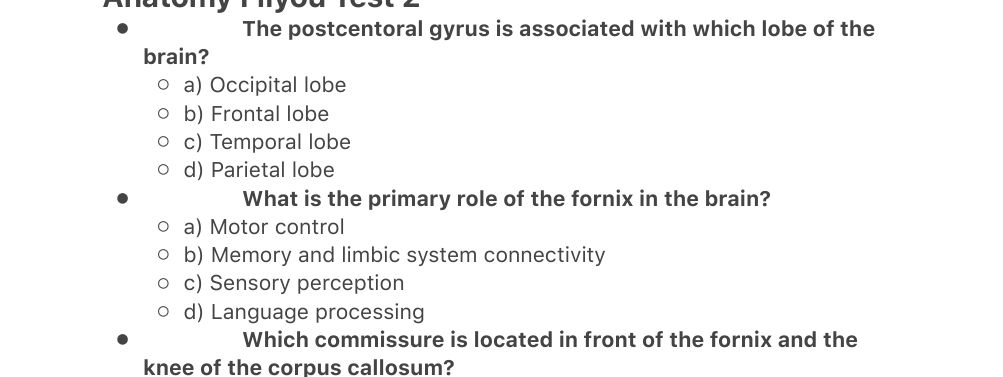 ● The postcentoral gyrus is associated with which lobe of the
brain?
○ a) Occipital lobe
○ b) Frontal lobe
○ c) Temporal lobe
○ d) Parietal lobe
● What is the primary role of the fornix in the brain?
○ a) Motor control
○ b) Memory and limbic system connectivity
○ c) Sensory perception
○ d) Language processing
● Which commissure is located in front of the fornix and the
knee of the corpus callosum?